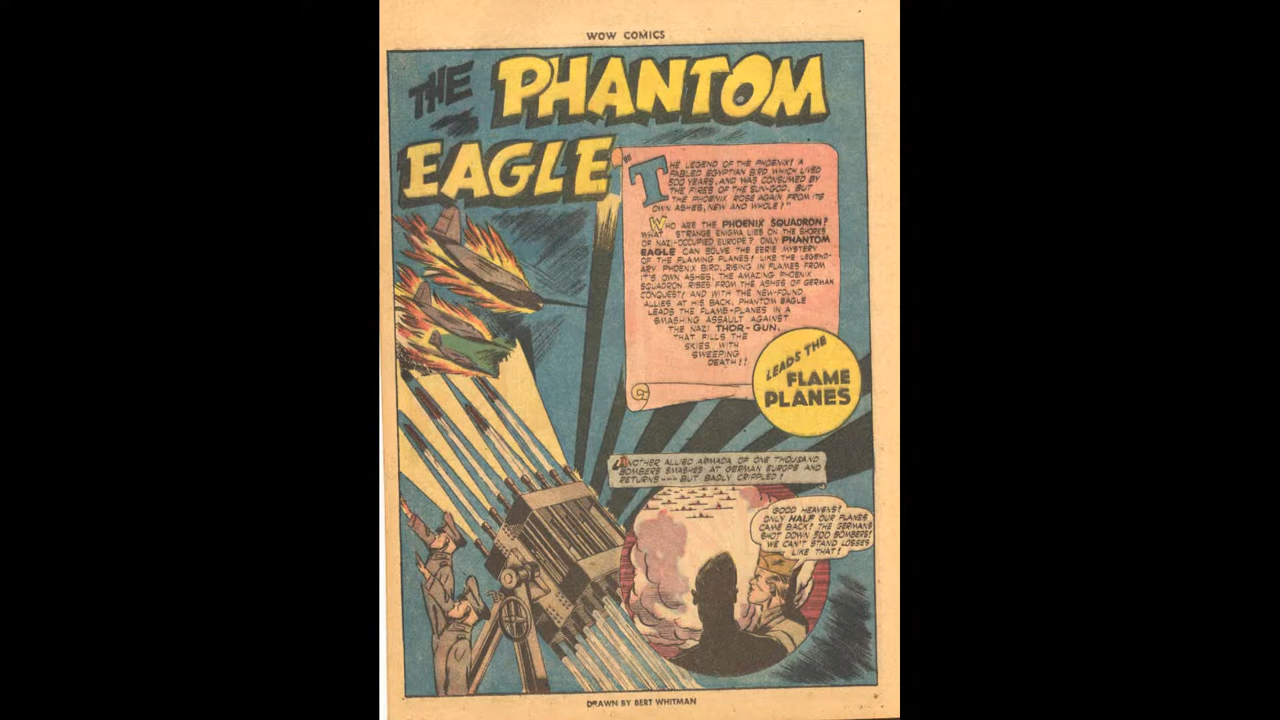 WOW COMICS
THE PHANTOM
EAGLE
"THE LEGEND OF THE PHOENIX! A
FABLED EGYPTIAN BIRD WHICH LIVED
500 YEARS, AND WAS CONSUMED BY
THE FIRES OF THE SUN-GOD, BUT
THE PHOENIX ROSE AGAIN FROM ITS
OWN ASHES, NEW AND WHOLE!"
WHO ARE THE PHOENIX SQUADRON?
WHAT STRANGE ENIGMA LIES ON THE SHORES
OF NAZI-OCCUPIED EUROPE? ONLY PHANTOM
EAGLE CAN SOLVE THE EERIE MYSTERY
OF THE FLAMING PLANES! LIKE THE LEGEND-
ARY PHOENIX BIRD, RISING IN FLAMES FROM
IT'S OWN ASHES, THE AMAZING PHOENIX
SQUADRON RISES FROM THE ASHES OF GERMAN
CONQUEST! AND WITH THE NEW-FOUND
ALLIES AT HIS BACK, PHANTOM EAGLE
LEADS THE FLAME-PLANES IN A
SMASHING ASSAULT AGAINST
THE NAZI THOR-GUN,
THAT FILLS THE
SKIES WITH
SWEEPING
DEATH!!
LEADS THE
FLAME
PLANES
ANOTHER ALLIED ARMADA OF ONE THOUSAND
BOMBERS SMASHES AT GERMAN EUROPE AND
RETURNS--- BUT BADLY CRIPPLED!
GOOD HEAVENS!
ONLY HALF OUR PLANES
CAME BACK! THE GERMANS
SHOT DOWN 500 BOMBERS!
WE CAN'T STAND LOSSES
LIKE THAT!
DRAWN BY BERT WHITMAN